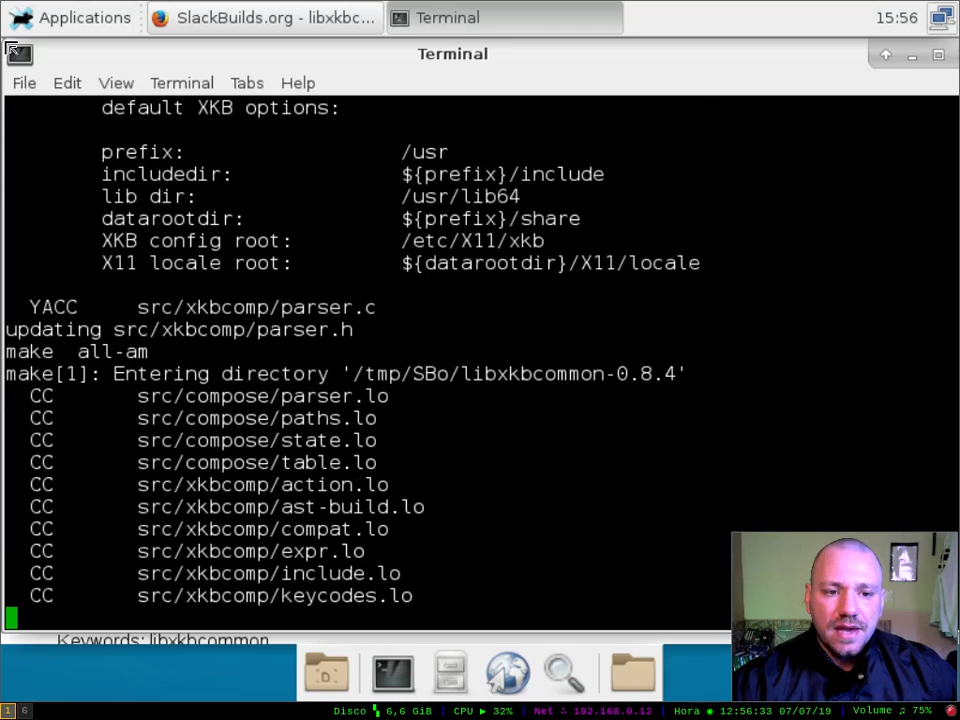 Applications
SlackBuilds.org - libxkbc...
Terminal
15:56
Terminal
File Edit View Terminal Tabs Help
default XKB options:
prefix: /usr
includedir: ${prefix}/include
lib dir: /usr/lib64
datarootdir: ${prefix}/share
XKB config root: /etc/X11/xkb
X11 locale root: ${datarootdir}/X11/locale
YACC src/xkbcomp/parser.c
updating src/xkbcomp/parser.h
make all-am
make[1]: Entering directory '/tmp/SBo/libxkbcommon-0.8.4'
CC src/compose/parser.lo
CC src/compose/paths.lo
CC src/compose/state.lo
CC src/compose/table.lo
CC src/xkbcomp/action.lo
CC src/xkbcomp/ast-build.lo
CC src/xkbcomp/compat.lo
CC src/xkbcomp/expr.lo
CC src/xkbcomp/include.lo
CC src/xkbcomp/keycodes.lo
Keywords: libxkbcommon
1 6 Disco 6,6 GiB CPU ▶ 32% Net 192.168.0.12 Hora 12:56:33 07/07/19 Volume ♫ 75%